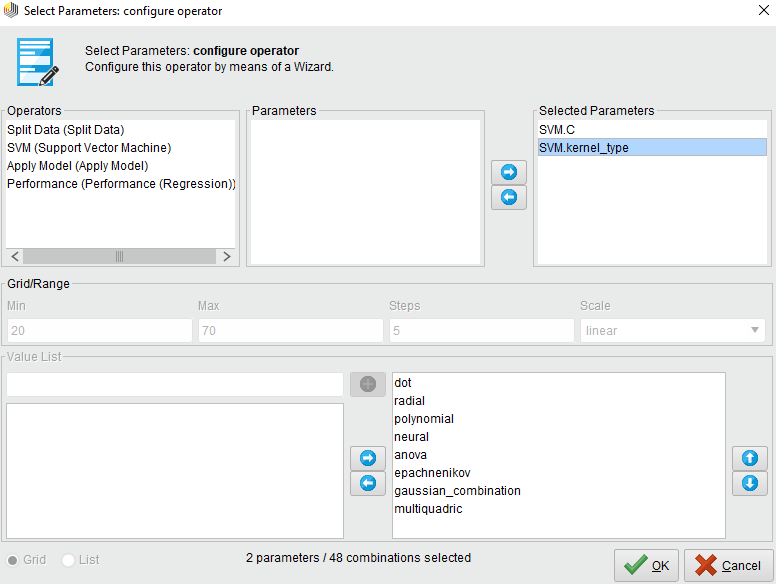 Select Parameters: configure operator
Select Parameters: configure operator
Configure this operator by means of a Wizard.
Operators
Split Data (Split Data)
SVM (Support Vector Machine)
Apply Model (Apply Model)
Performance (Performance (Regression))
Parameters
Selected Parameters
SVM.C
SVM.kernel_type
Grid/Range
Min
Max
Steps
Scale
20
70
5
linear
Value List
dot
radial
polynomial
neural
anova
epachnenikov
gaussian_combination
multiquadric
Grid
List
2 parameters / 48 combinations selected
OK
Cancel